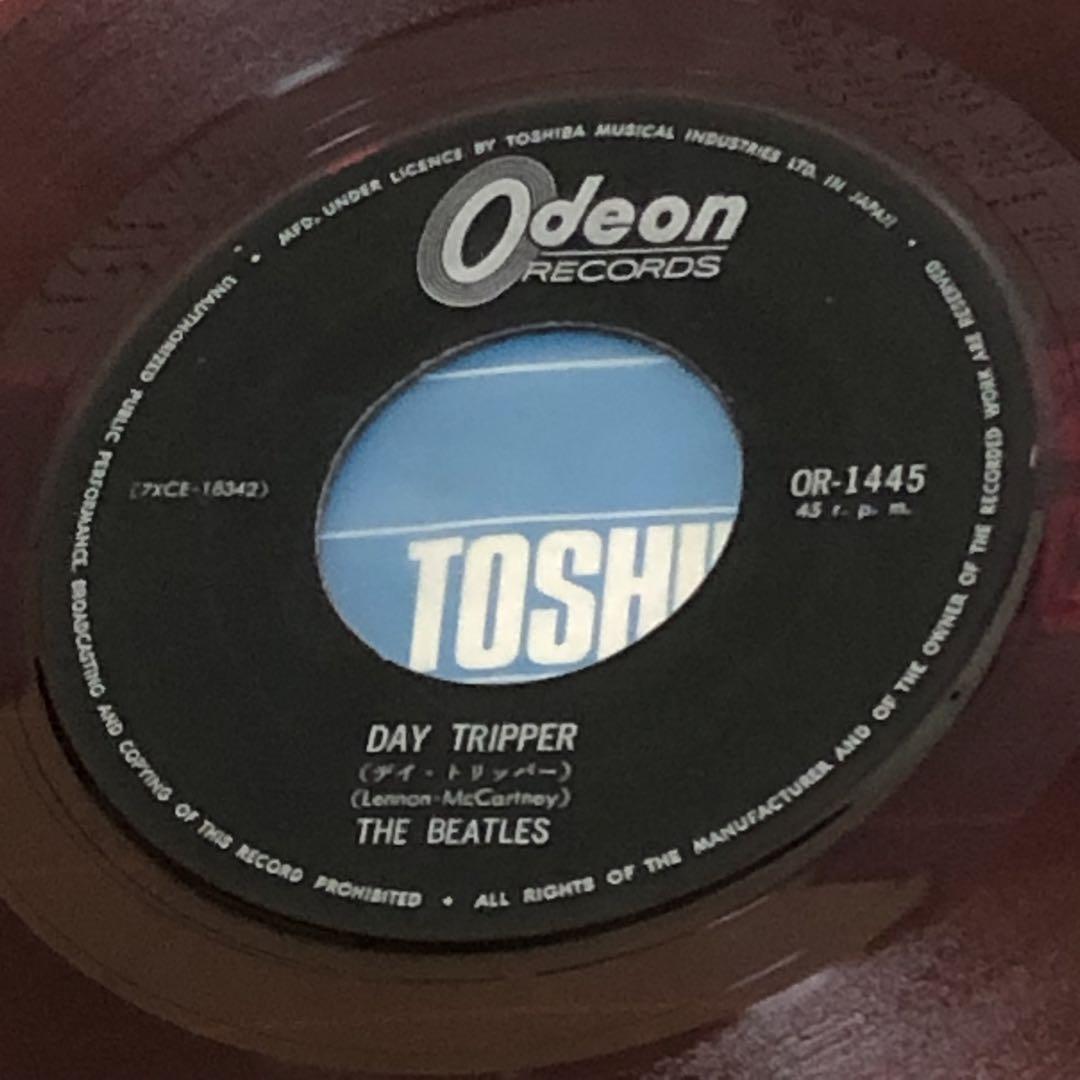 MFD. UNDER LICENCE BY TOSHIBA MUSICAL INDUSTRIES LTD. IN JAPAN •
Odeon
RECORDS
(7XCE-18342)
OR-1445
45 r. p. m.
TOSHI
DAY TRIPPER
(デイ・トリッパー)
(Lennon-McCartney)
THE BEATLES
ALL RIGHTS OF THE MANUFACTURER AND OF THE OWNER OF THE RECORDED WORK ARE RESERVED •
UNAUTHORIZED PUBLIC PERFORMANCE, BROADCASTING AND COPYING OF THIS RECORD PROHIBITED •